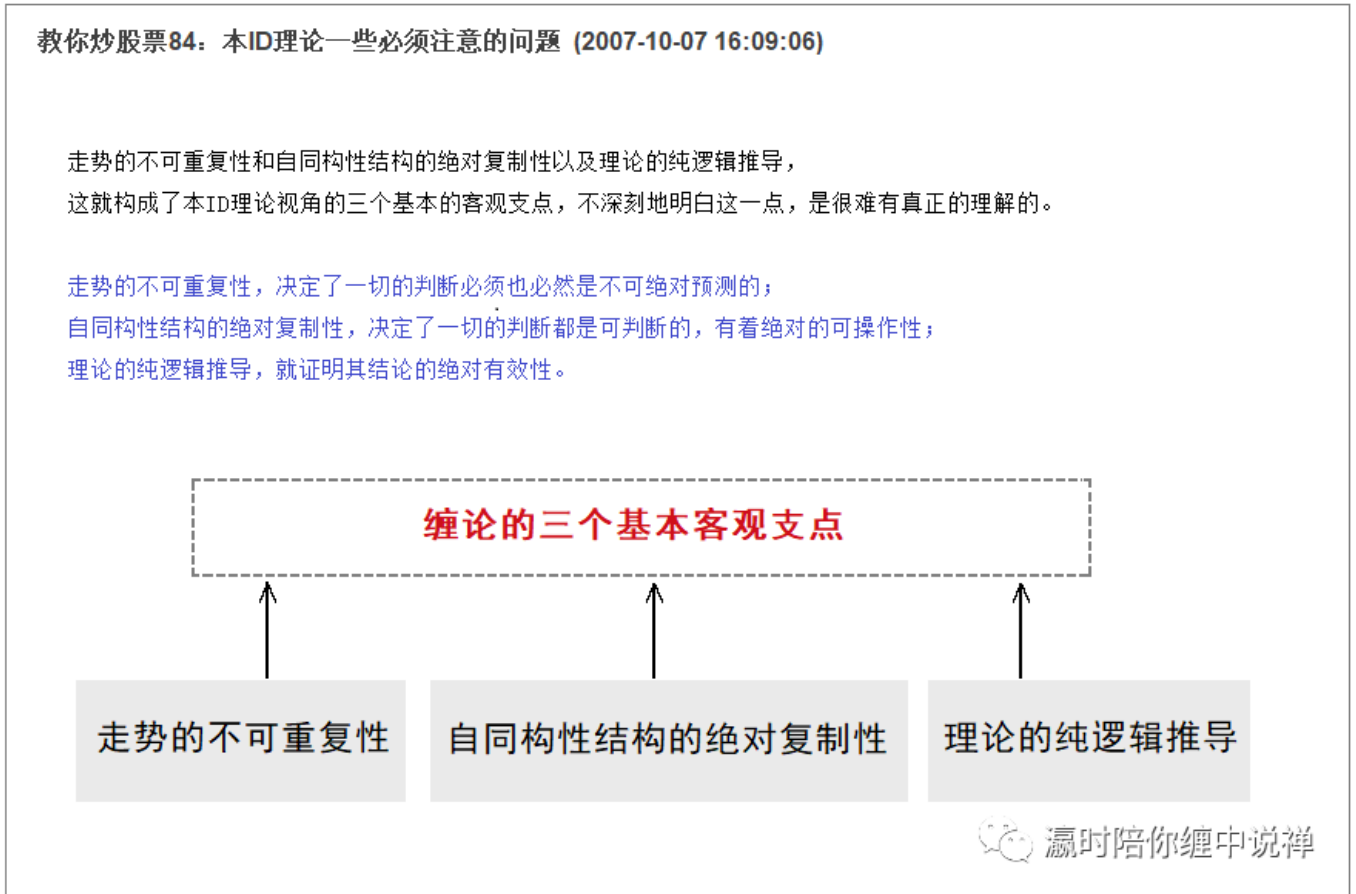 教你炒股票84：本ID理论一些必须注意的问题 (2007-10-07 16:09:06)
走势的不可重复性和自同构性结构的绝对复制性以及理论的纯逻辑推导，
这就构成了本ID理论视角的三个基本的客观支点，不深刻地明白这一点，是很难有真正的理解的。
走势的不可重复性，决定了一切的判断必须也必然是不可绝对预测的；
自同构性结构的绝对复制性，决定了一切的判断都是可判断的，有着绝对的可操作性；
理论的纯逻辑推导，就证明其结论的绝对有效性。
缠论的三个基本客观支点
走势的不可重复性
自同构性结构的绝对复制性
理论的纯逻辑推导
瀛时陪你缠中说禅